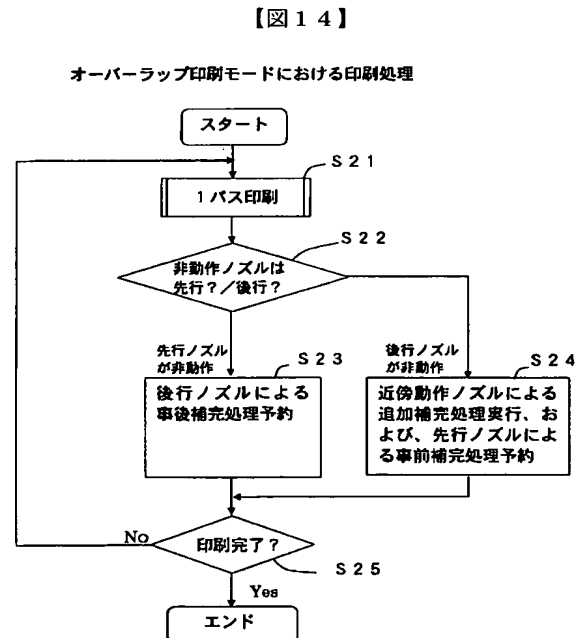 【図１４】
オーバーラップ印刷モードにおける印刷処理
スタート
Ｓ２１
１パス印刷
Ｓ２２
非動作ノズルは
先行？／後行？
先行ノズル
が非動作
Ｓ２３
後行ノズル
が非動作
Ｓ２４
後行ノズルによる
事後補完処理予約
近傍動作ノズルによる
追加補完処理実行、お
よび、先行ノズルによ
る事前補完処理予約
No
印刷完了？
Ｓ２５
Yes
エンド